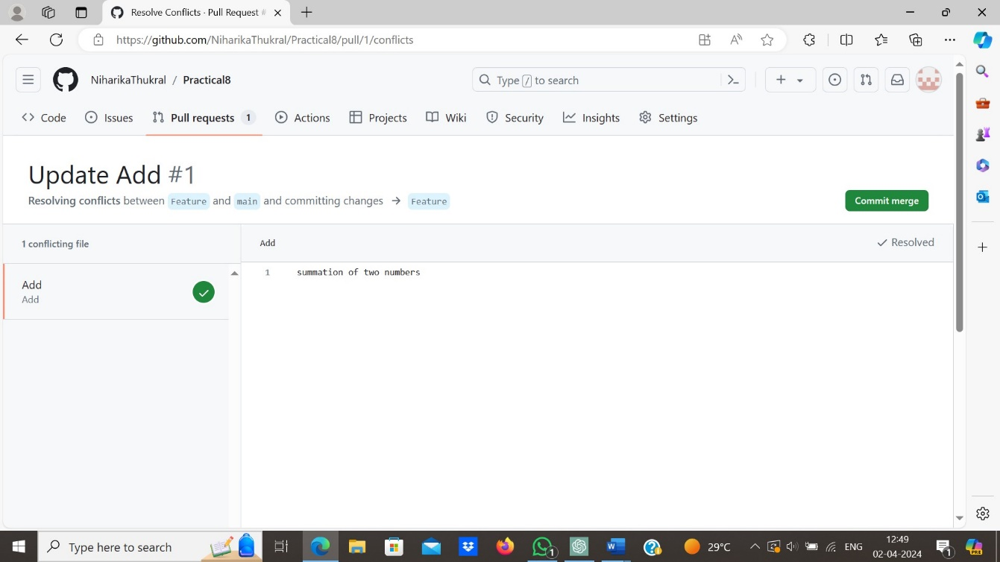 Resolve Conflicts · Pull Request #
https://github.com/NiharikaThukral/Practical8/pull/1/conflicts
NiharikaThukral / Practical8
Type / to search
Code Issues Pull requests 1 Actions Projects Wiki Security Insights Settings
Update Add #1
Resolving conflicts between Feature and main and committing changes → Feature
Commit merge
1 conflicting file
Add
Resolved
Add
Add
1 summation of two numbers
Type here to search
1
29°C
ENG
12:49
02-04-2024
1
PRE